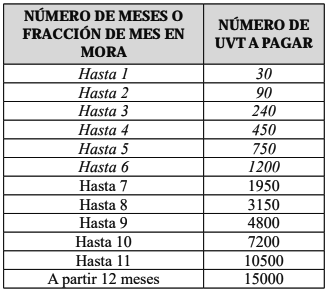 NÚMERO DE MESES O
FRACCIÓN DE MES EN
MORA
NÚMERO DE
UVT A PAGAR
Hasta 1 30
Hasta 2 90
Hasta 3 240
Hasta 4 450
Hasta 5 750
Hasta 6 1200
Hasta 7 1950
Hasta 8 3150
Hasta 9 4800
Hasta 10 7200
Hasta 11 10500
A partir 12 meses 15000